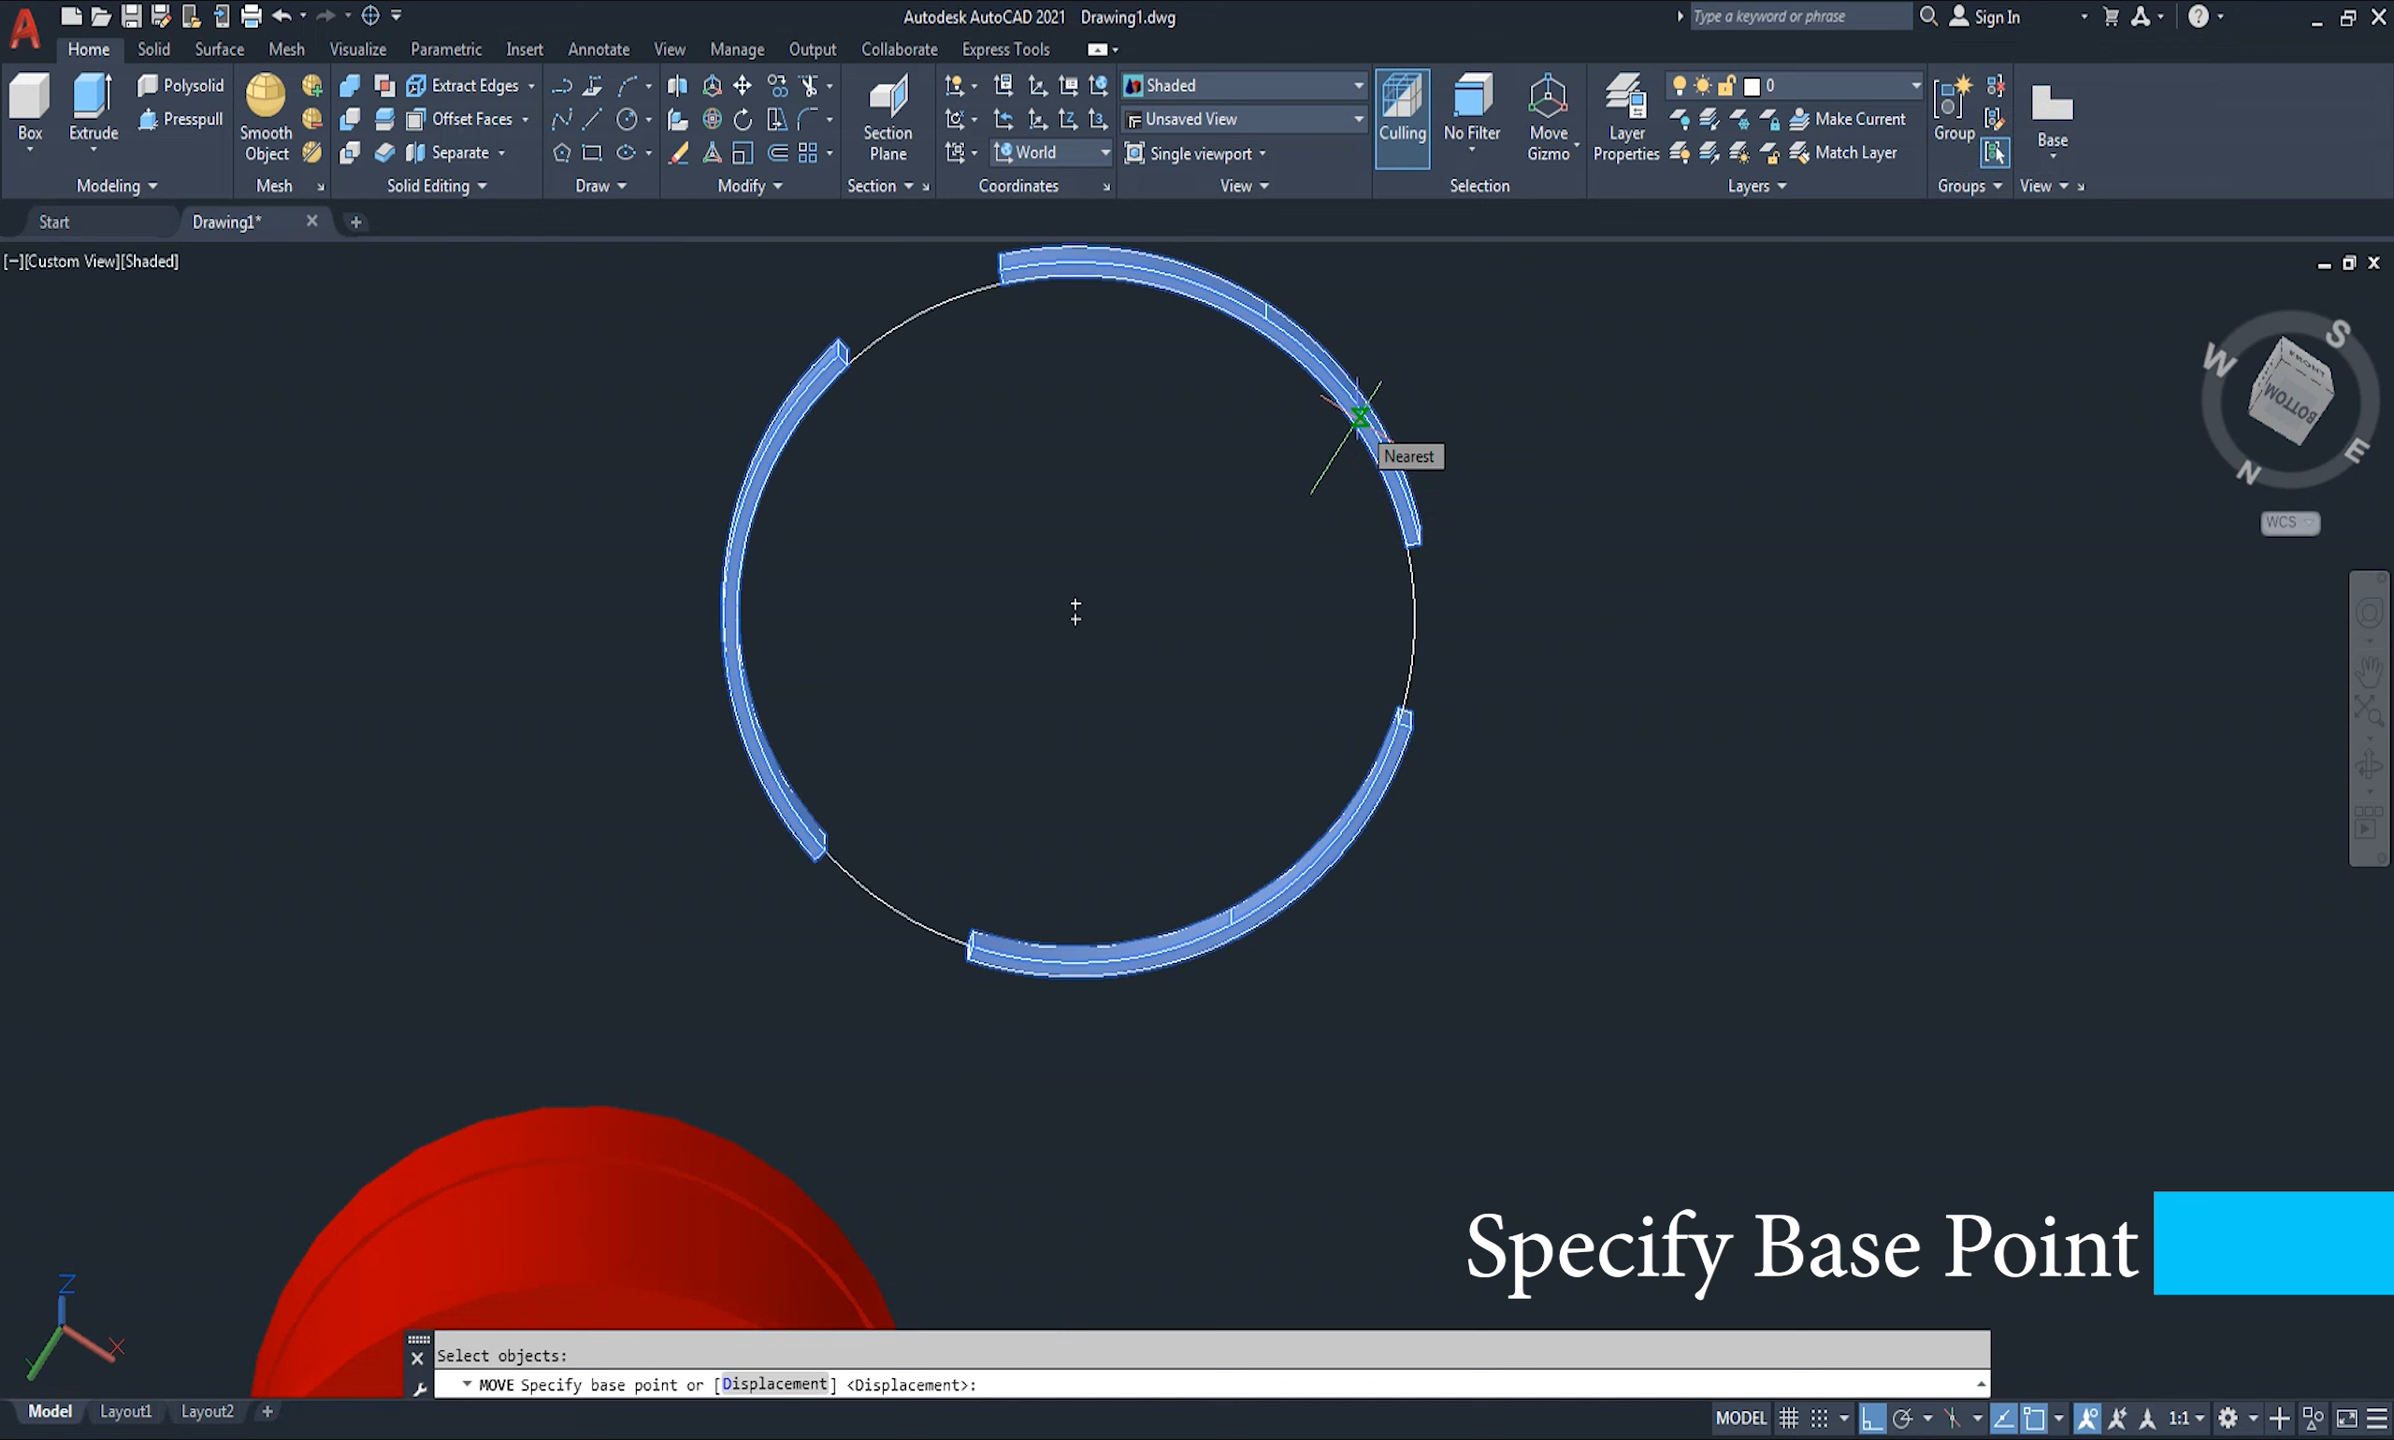 Autodesk AutoCAD 2021 Drawing1.dwg
Type a keyword or phrase
Sign In
Home Solid Surface Mesh Visualize Parametric Insert Annotate View Manage Output Collaborate Express Tools
Box
Extrude
Polysolid
Presspull
Modeling
Smooth
Object
Mesh
Extract Edges
Offset Faces
Separate
Solid Editing
Draw
Modify
Section
Plane
Section
World
Coordinates
Shaded
Unsaved View
Single viewport
View
Culling
No Filter
Move
Gizmo
Selection
Layer
Properties
0
Make Current
Match Layer
Layers
Group
Groups
Base
View
Start
Drawing1*
[−][Custom View][Shaded]
S
W
E
N
FRONT
BOTTOM
WCS
Nearest
Specify Base Point
Z
X
Y
Select objects:
MOVE Specify base point or [Displacement] <Displacement>:
Model Layout1 Layout2
MODEL
1:1